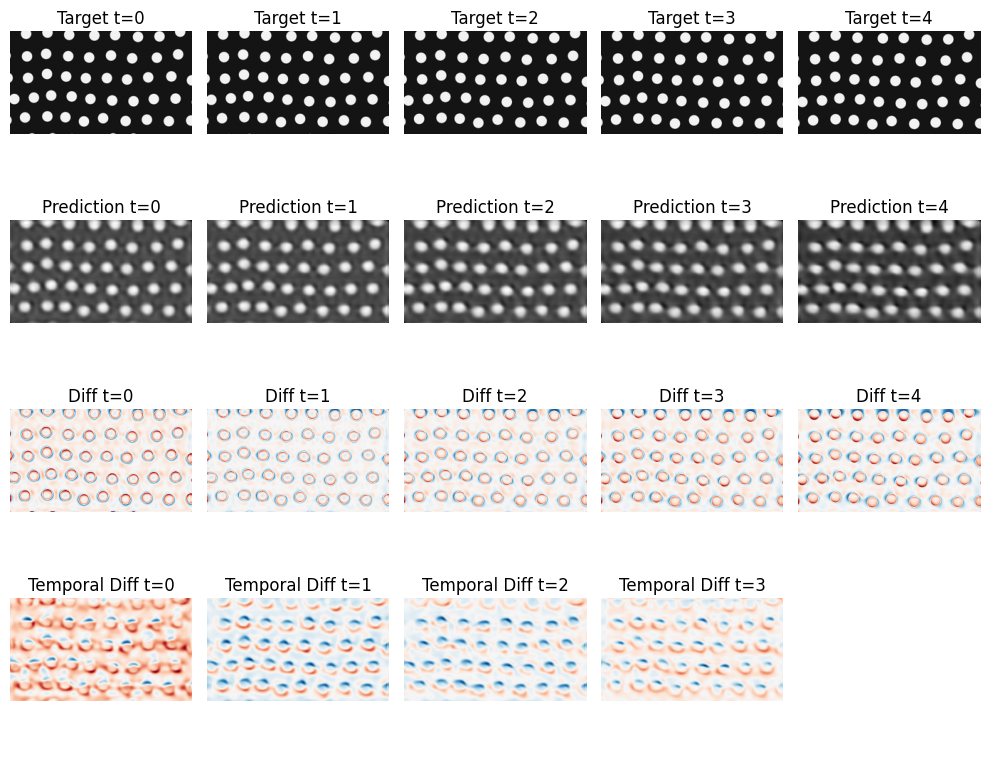 Target t=0 Target t=1 Target t=2 Target t=3 Target t=4
Prediction t=0 Prediction t=1 Prediction t=2 Prediction t=3 Prediction t=4
Diff t=0 Diff t=1 Diff t=2 Diff t=3 Diff t=4
Temporal Diff t=0 Temporal Diff t=1 Temporal Diff t=2 Temporal Diff t=3